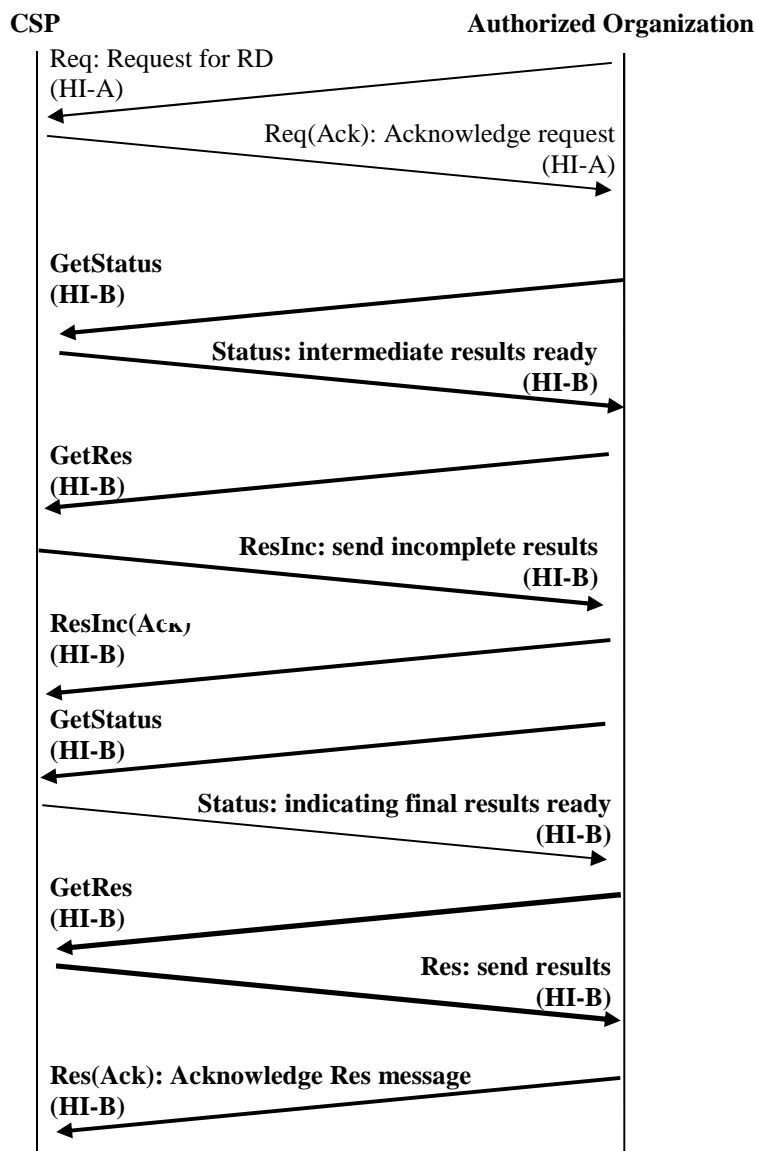 CSP
Authorized Organization
Req: Request for RD
(HI-A)
Req(Ack): Acknowledge request
(HI-A)
GetStatus
(HI-B)
Status: intermediate results ready
(HI-B)
GetRes
(HI-B)
ResInc: send incomplete results
(HI-B)
ResInc(Ack)
(HI-B)
GetStatus
(HI-B)
Status: indicating final results ready
(HI-B)
GetRes
(HI-B)
Res: send results
(HI-B)
Res(Ack): Acknowledge Res message
(HI-B)